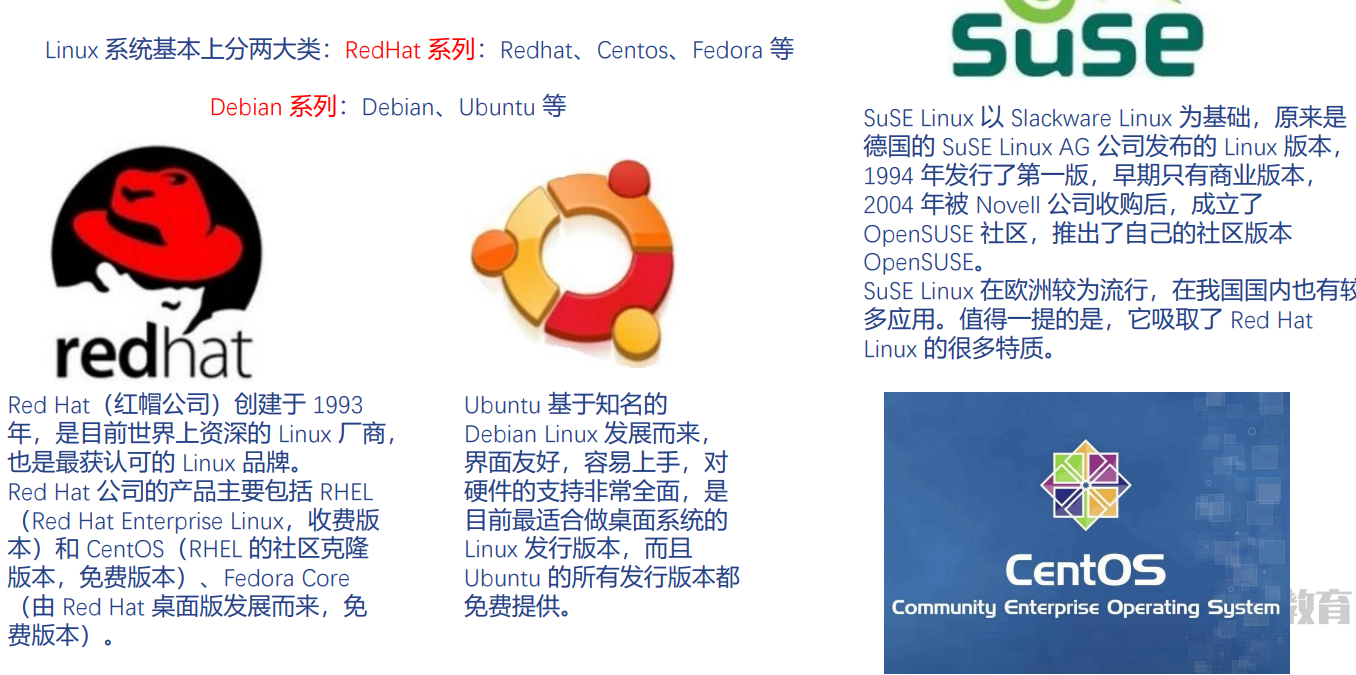 Linux 系统基本上分两大类：RedHat 系列：Redhat、Centos、Fedora 等
Debian 系列：Debian、Ubuntu 等
redhat
Red Hat（红帽公司）创建于 1993
年，是目前世界上资深的 Linux 厂商，
也是最获认可的 Linux 品牌。
Red Hat 公司的产品主要包括 RHEL
（Red Hat Enterprise Linux，收费版
本）和 CentOS（RHEL 的社区克隆
版本，免费版本）、Fedora Core
（由 Red Hat 桌面版发展而来，免
费版本）。
Ubuntu 基于知名的
Debian Linux 发展而来，
界面友好，容易上手，对
硬件的支持非常全面，是
目前最适合做桌面系统的
Linux 发行版本，而且
Ubuntu 的所有发行版本都
免费提供。
SUSE
SuSE Linux 以 Slackware Linux 为基础，原来是
德国的 SuSE Linux AG 公司发布的 Linux 版本，
1994 年发行了第一版，早期只有商业版本，
2004 年被 Novell 公司收购后，成立了
OpenSUSE 社区，推出了自己的社区版本
OpenSUSE。
SuSE Linux 在欧洲较为流行，在我国国内也有较
多应用。值得一提的是，它吸取了 Red Hat
Linux 的很多特质。
CentOS
Community Enterprise Operating System
教育